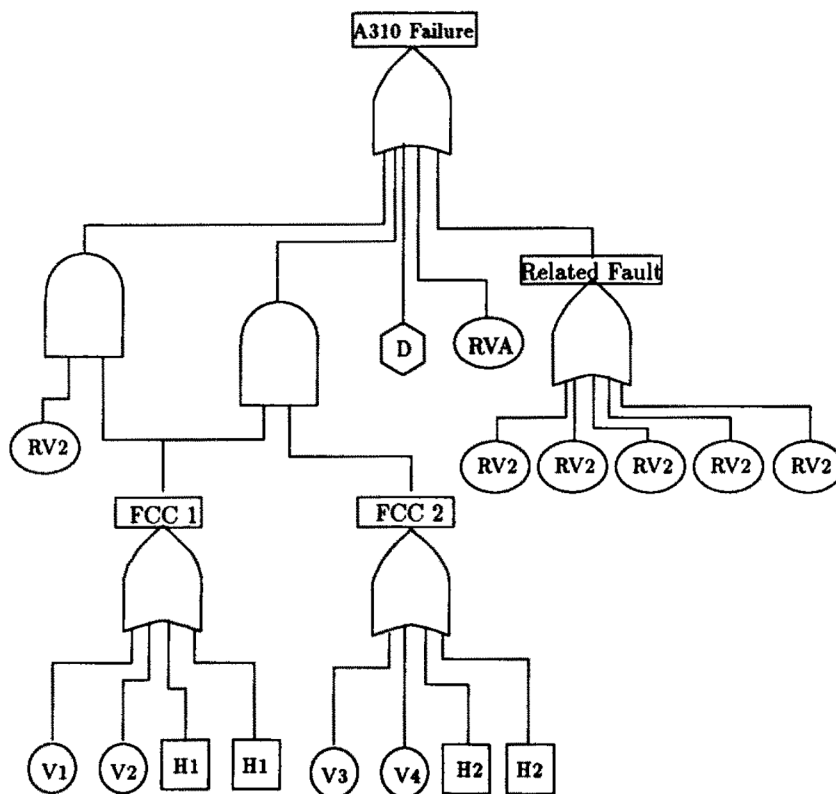 A310 Failure
Related Fault
D
RVA
RV2
RV2
RV2
RV2
RV2
RV2
FCC 1
FCC 2
V1
V2
H1
H1
V3
V4
H2
H2